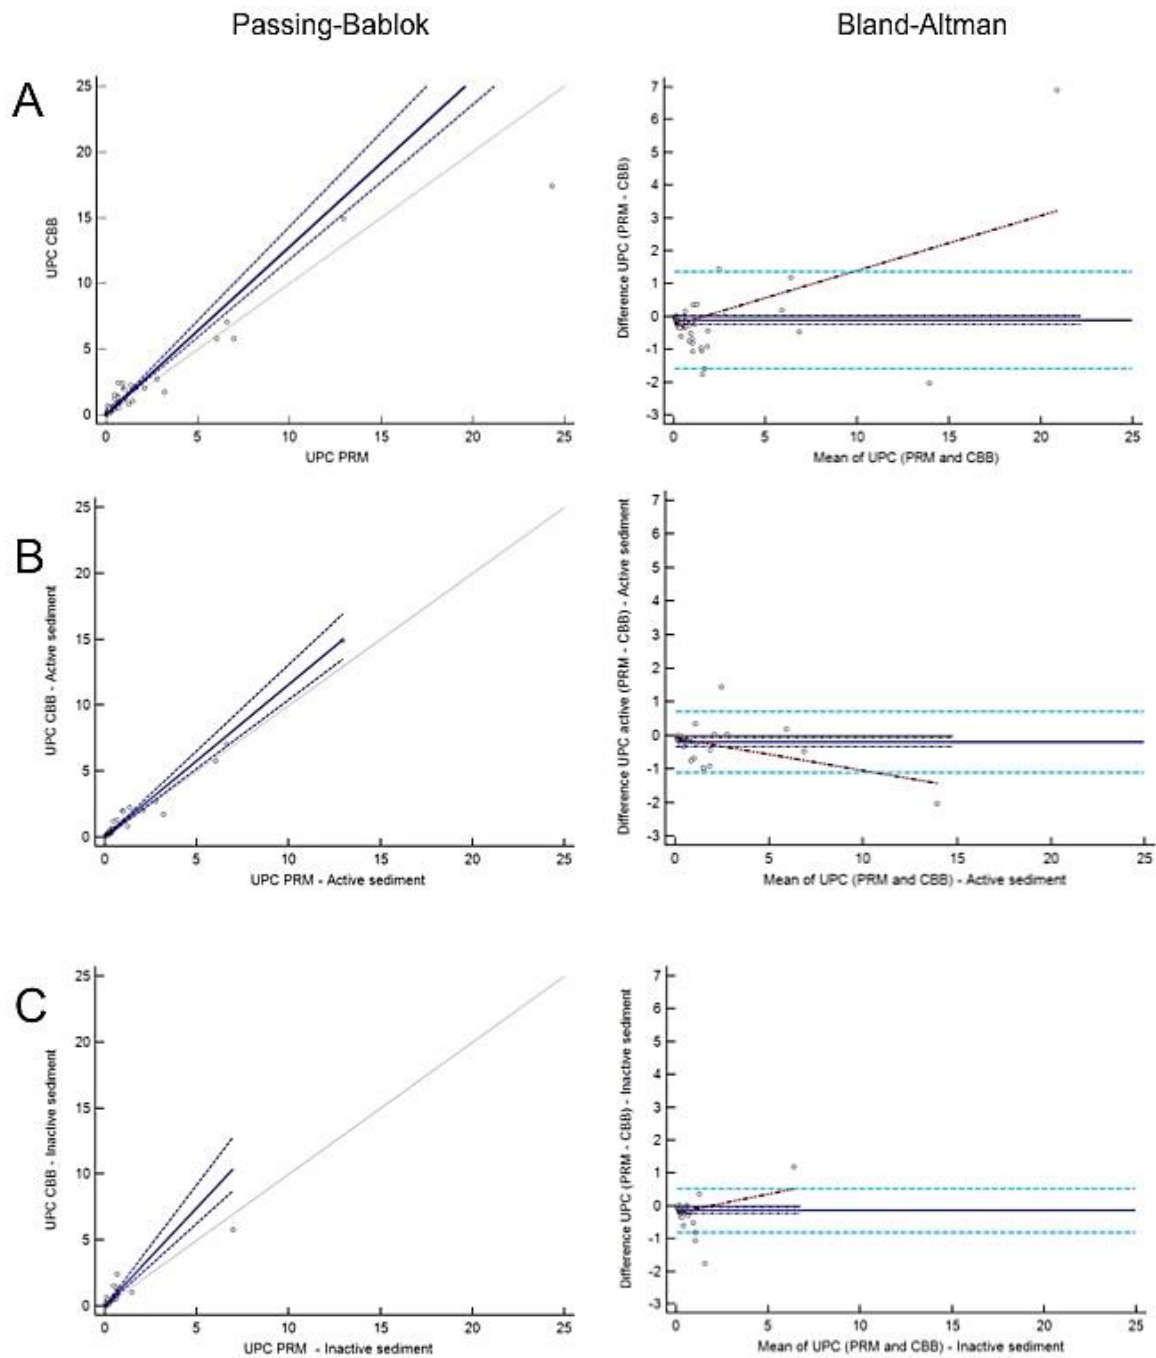 Passing-Bablok
Bland-Altman
A
25
20
15
10
5
0
UPC CBB
0 5 10 15 20 25
UPC PRM
7
6
5
4
3
2
1
0
-1
-2
-3
Difference UPC (PRM - CBB)
0 5 10 15 20 25
Mean of UPC (PRM and CBB)
B
25
20
15
10
5
0
UPC CBB - Active sediment
0 5 10 15 20 25
UPC PRM - Active sediment
7
6
5
4
3
2
1
0
-1
-2
-3
Difference UPC active (PRM - CBB) - Active sediment
0 5 10 15 20 25
Mean of UPC (PRM and CBB) - Active sediment
C
25
20
15
10
5
0
UPC CBB - Inactive sediment
0 5 10 15 20 25
UPC PRM - Inactive sediment
7
6
5
4
3
2
1
0
-1
-2
-3
Difference UPC (PRM - CBB) - Inactive sediment
0 5 10 15 20 25
Mean of UPC (PRM and CBB) - Inactive sediment